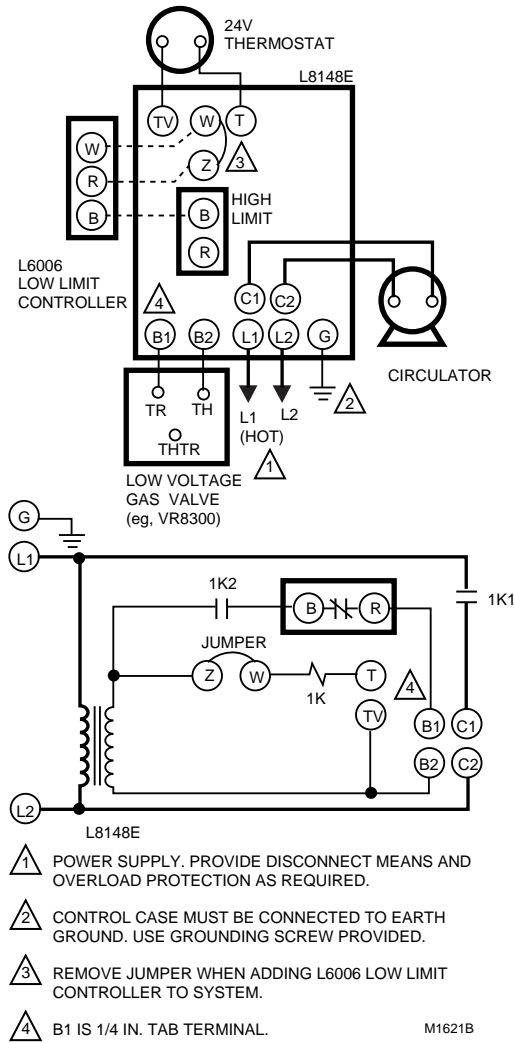 24V
THERMOSTAT
L8148E
TV W T
W
R
B
Z
3
HIGH
LIMIT
B
R
L6006
LOW LIMIT
CONTROLLER
4
C1 C2
B1 B2 L1 L2 G
CIRCULATOR
TR TH
THTR
L1
(HOT)
L2
2
1
LOW VOLTAGE
GAS VALVE
(eg, VR8300)
G
L1
1K2
B R
1K1
JUMPER
Z W T
1K
4
TV
B1 C1
B2 C2
L2
L8148E
1 POWER SUPPLY. PROVIDE DISCONNECT MEANS AND
OVERLOAD PROTECTION AS REQUIRED.
2 CONTROL CASE MUST BE CONNECTED TO EARTH
GROUND. USE GROUNDING SCREW PROVIDED.
3 REMOVE JUMPER WHEN ADDING L6006 LOW LIMIT
CONTROLLER TO SYSTEM.
4 B1 IS 1/4 IN. TAB TERMINAL.
M1621B